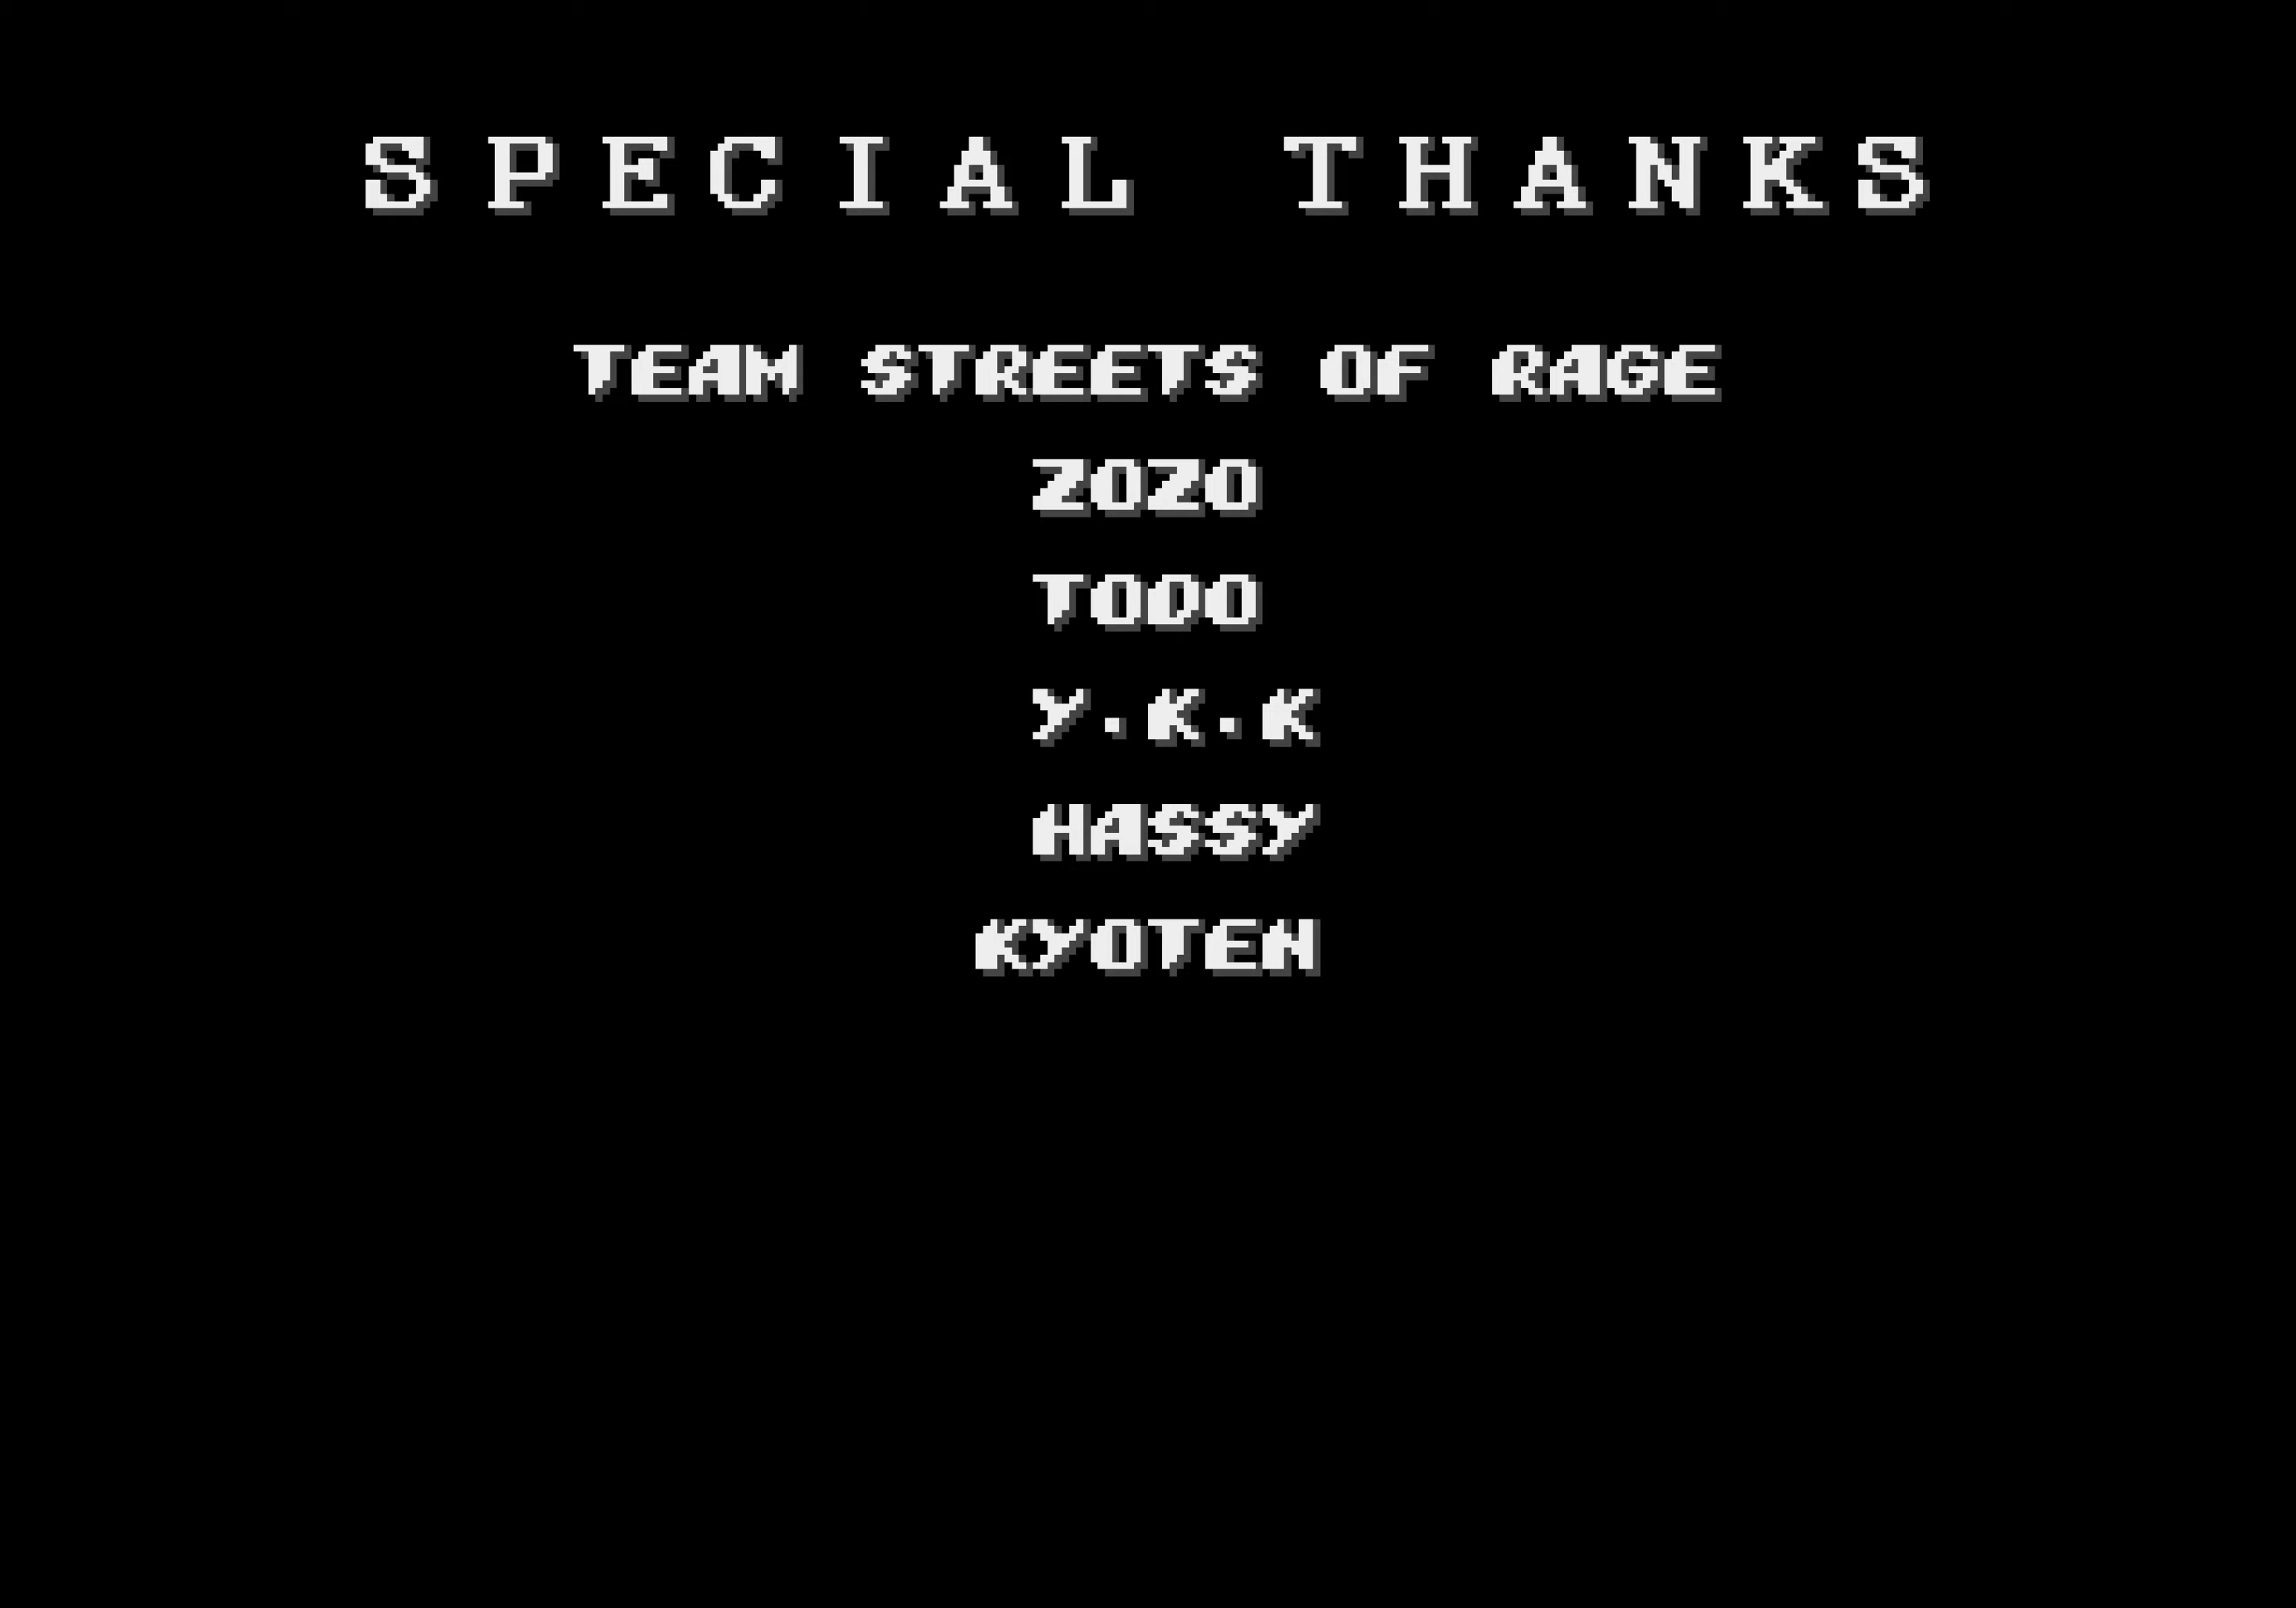 SPECIAL THANKS
TEAM STREETS OF RAGE
ZOZO
TODO
Y.K.K
HASSY
KYOTEN